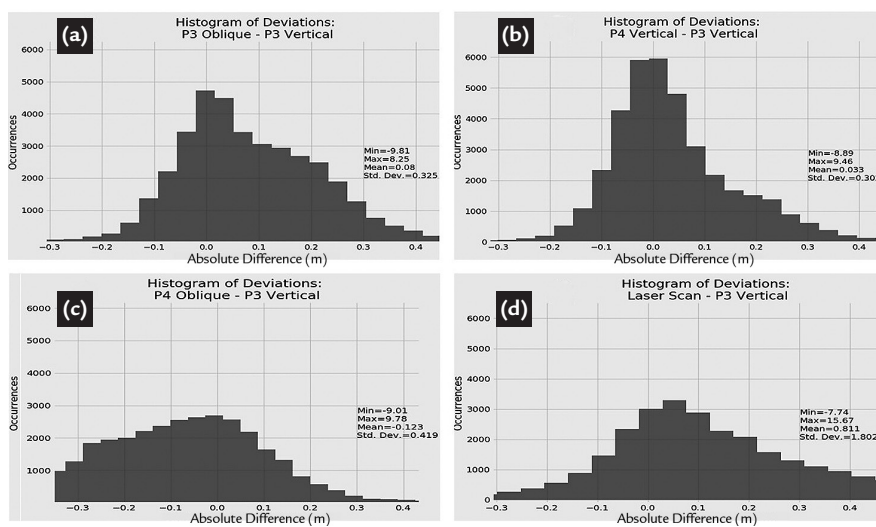 (a)
Histogram of Deviations:
P3 Oblique - P3 Vertical
6000
5000
4000
3000
2000
1000
Occurrences
Min=-9.81
Max=8.25
Mean=0.08
Std. Dev.=0.325
−0.3 −0.2 −0.1 0.0 0.1 0.2 0.3 0.4
Absolute Difference (m)
(b)
Histogram of Deviations:
P4 Vertical - P3 Vertical
6000
5000
4000
3000
2000
1000
0
Occurrences
Min=-8.89
Max=9.46
Mean=0.033
Std. Dev.=0.30
−0.3 −0.2 −0.1 0.0 0.1 0.2 0.3 0.4
Absolute Difference (m)
(c)
Histogram of Deviations:
P4 Oblique - P3 Vertical
6000
5000
4000
3000
2000
1000
Occurrences
Min=-9.01
Max=9.78
Mean=-0.123
Std. Dev.=0.419
−0.3 −0.2 −0.1 0.0 0.1 0.2 0.3 0.4
Absolute Difference (m)
(d)
Histogram of Deviations:
Laser Scan - P3 Vertical
6000
5000
4000
3000
2000
1000
0
Occurrences
Min=-7.74
Max=15.67
Mean=0.811
Std. Dev.=1.802
−0.3 −0.2 −0.1 0.0 0.1 0.2 0.3 0.4
Absolute Difference (m)